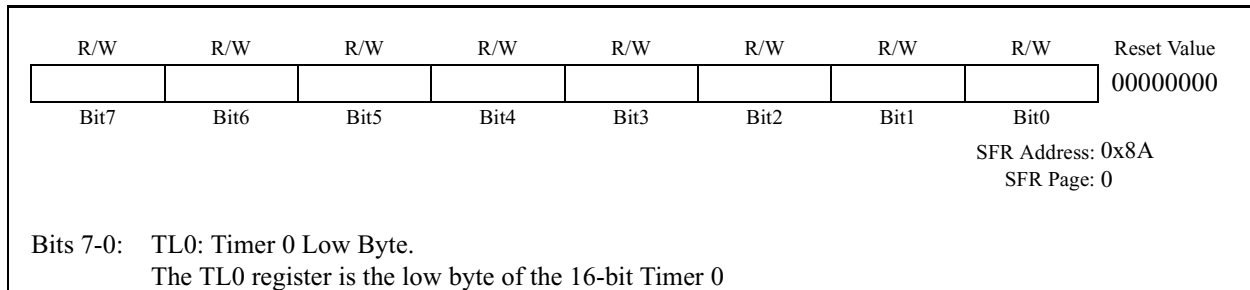 R/W R/W R/W R/W R/W R/W R/W R/W Reset Value
00000000
Bit7 Bit6 Bit5 Bit4 Bit3 Bit2 Bit1 Bit0
SFR Address: 0x8A
SFR Page: 0
Bits 7-0: TL0: Timer 0 Low Byte.
The TL0 register is the low byte of the 16-bit Timer 0